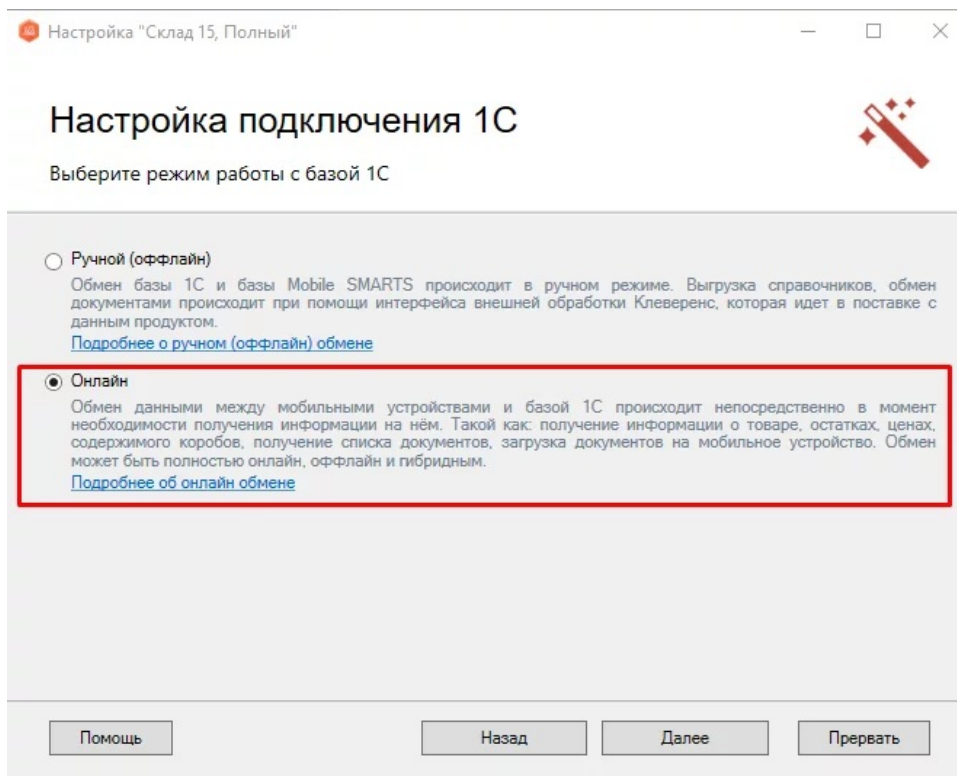 Настройка "Склад 15, Полный"
Настройка подключения 1С
Выберите режим работы с базой 1С
Ручной (оффлайн)
Обмен базы 1С и базы Mobile SMARTS происходит в ручном режиме. Выгрузка справочников, обмен
документами происходит при помощи интерфейса внешней обработки Клеверенс, которая идет в поставке с
данным продуктом.
Подробнее о ручном (оффлайн) обмене
Онлайн
Обмен данными между мобильными устройствами и базой 1С происходит непосредственно в момент
необходимости получения информации на нём. Такой как: получение информации о товаре, остатках, ценах,
содержимого коробов, получение списка документов, загрузка документов на мобильное устройство. Обмен
может быть полностью онлайн, оффлайн и гибридным.
Подробнее об онлайн обмене
Помощь
Назад
Далее
Прервать